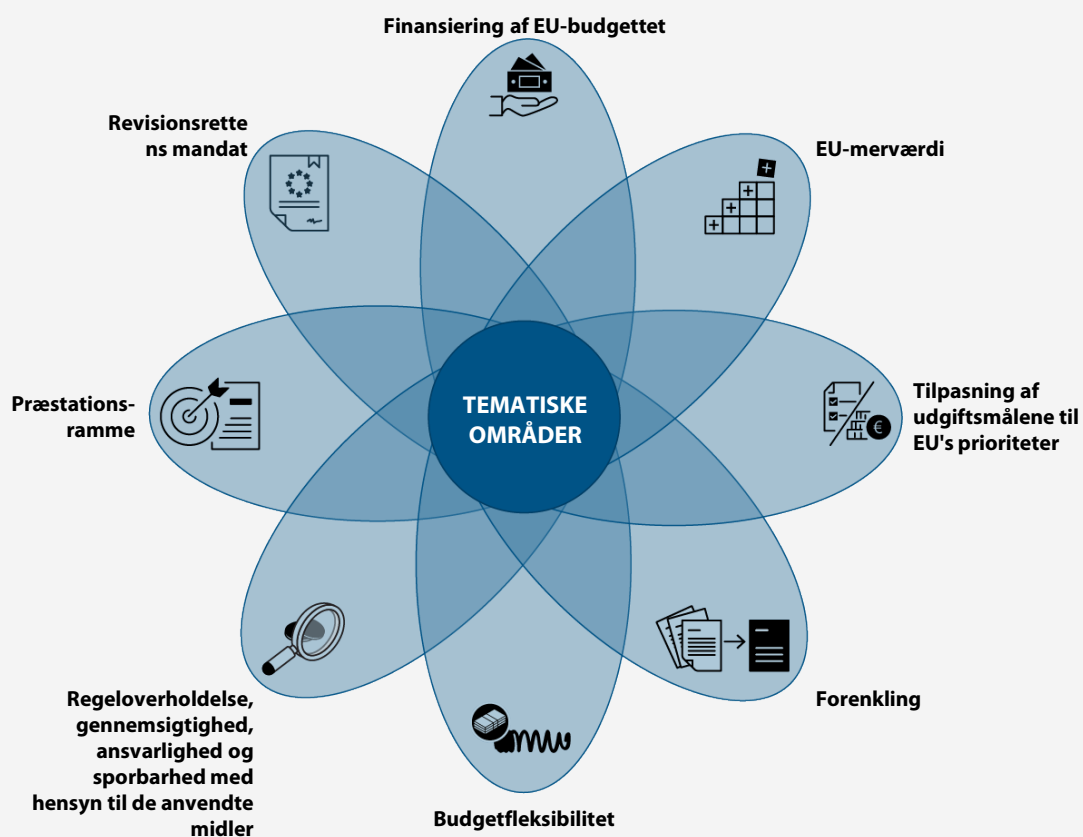 Finansiering af EU-budgettet
Revisionsrette
ns mandat
EU-merværdi
Præstations-
ramme
TEMATISKE
OMRÅDER
Tilpasning af
udgiftsmålene til
EU's prioriteter
Regeloverholdelse,
gennemsigtighed,
ansvarlighed og
sporbarhed med
hensyn til de anvendte
midler
Forenkling
Budgetfleksibilitet